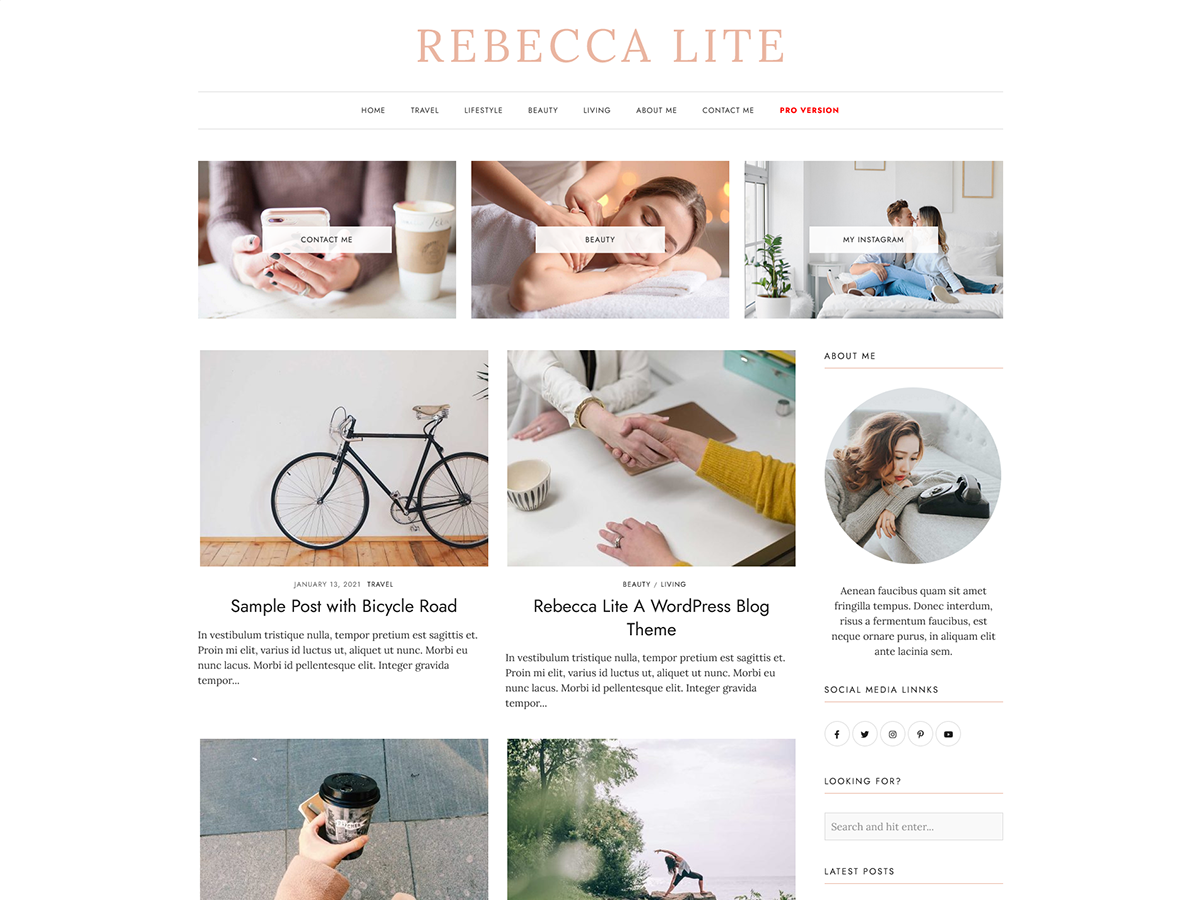 REBECCA LITE
HOME TRAVEL LIFESTYLE BEAUTY LIVING ABOUT ME CONTACT ME PRO VERSION
CONTACT ME
BEAUTY
MY INSTAGRAM
JANUARY 13, 2021 TRAVEL
Sample Post with Bicycle Road
In vestibulum tristique nulla, tempor pretium est sagittis et.
Proin mi elit, varius id luctus ut, aliquet ut nunc. Morbi eu
nunc lacus. Morbi id pellentesque elit. Integer gravida
tempor...
BEAUTY / LIVING
Rebecca Lite A WordPress Blog
Theme
In vestibulum tristique nulla, tempor pretium est sagittis et.
Proin mi elit, varius id luctus ut, aliquet ut nunc. Morbi eu
nunc lacus. Morbi id pellentesque elit. Integer gravida
tempor...
ABOUT ME
Aenean faucibus quam sit amet
fringilla tempus. Donec interdum,
risus a fermentum faucibus, est
neque ornare purus, in aliquam elit
ante lacinia sem.
SOCIAL MEDIA LINNKS
LOOKING FOR?
Search and hit enter...
LATEST POSTS